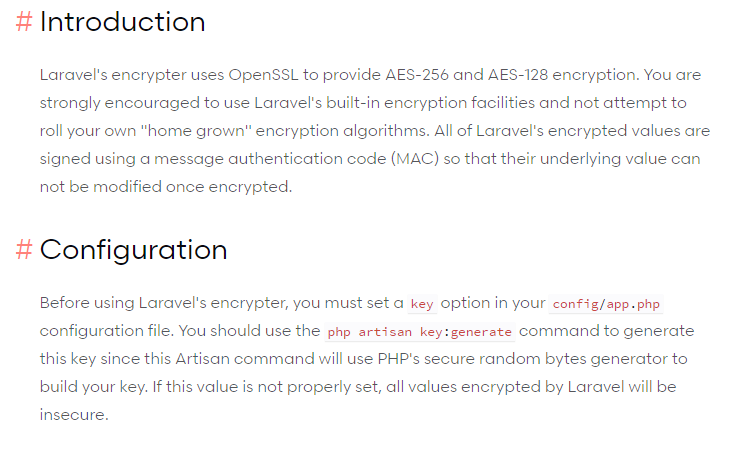 # Introduction
Laravel's encrypter uses OpenSSL to provide AES-256 and AES-128 encryption. You are
strongly encouraged to use Laravel's built-in encryption facilities and not attempt to
roll your own "home grown" encryption algorithms. All of Laravel's encrypted values are
signed using a message authentication code (MAC) so that their underlying value can
not be modified once encrypted.
# Configuration
Before using Laravel's encrypter, you must set a key option in your config/app.php
configuration file. You should use the php artisan key:generate command to generate
this key since this Artisan command will use PHP's secure random bytes generator to
build your key. If this value is not properly set, all values encrypted by Laravel will be
insecure.